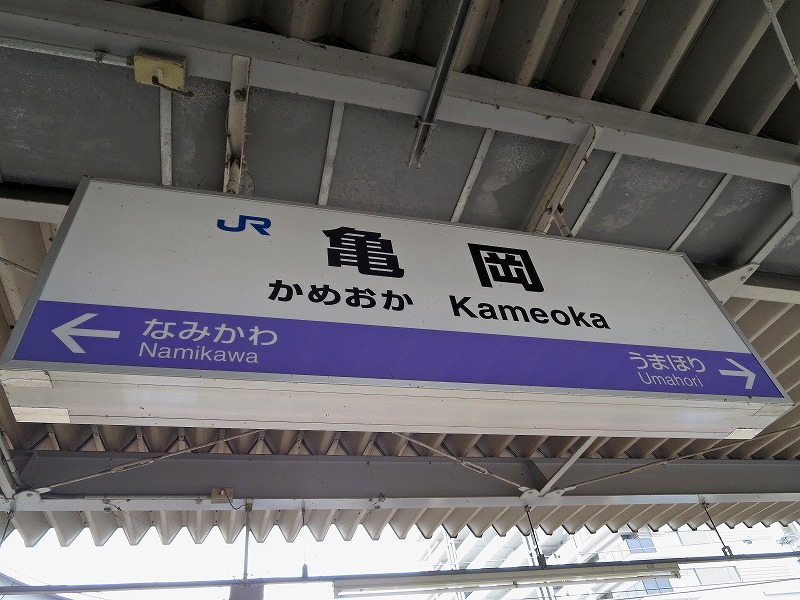 JR 亀岡
かめおか Kameoka
← なみかわ
Namikawa
うまほり →
Umahori